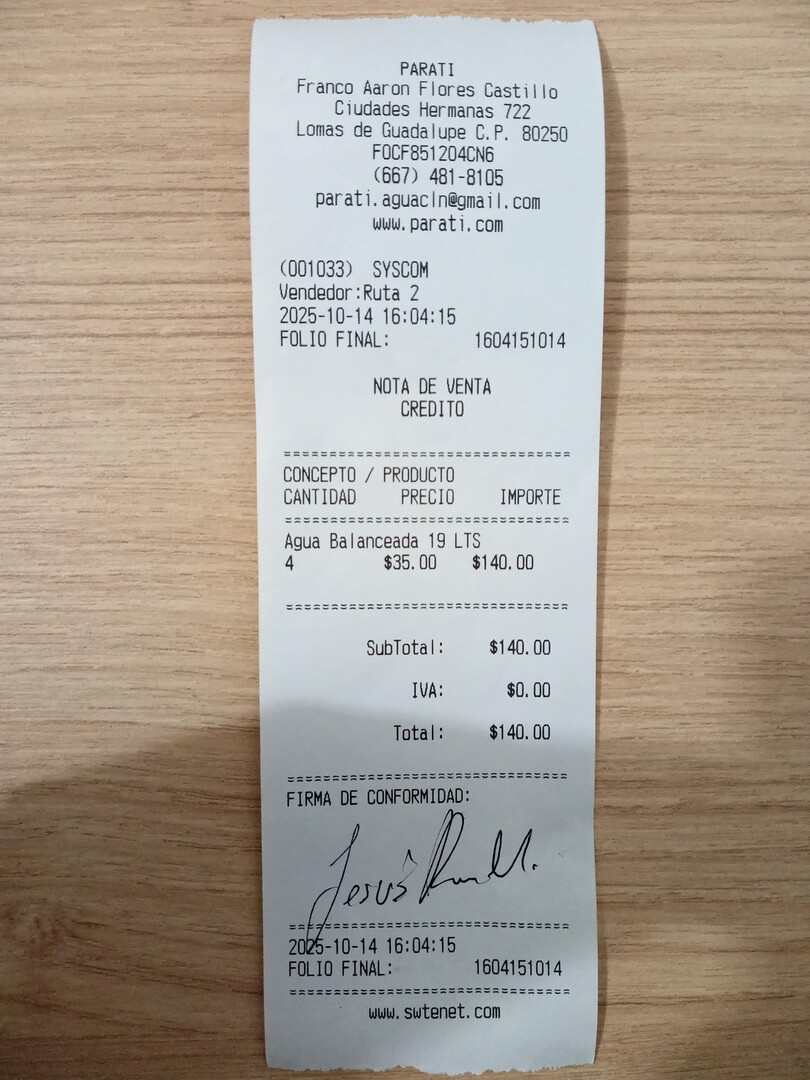 PARATI
Franco Aaron Flores Castillo
Ciudades Hermanas 722
Lomas de Guadalupe C.P. 80250
FOCF851204CN6
(667) 481-8105
parati.aguacln@gmail.com
www.parati.com
(001033) SYSCOM
Vendedor:Ruta 2
2025-10-14 16:04:15
FOLIO FINAL: 1604151014
NOTA DE VENTA
CREDITO
================================
CONCEPTO / PRODUCTO
CANTIDAD PRECIO IMPORTE
================================
Agua Balanceada 19 LTS
4 $35.00 $140.00
================================
SubTotal: $140.00
IVA: $0.00
Total: $140.00
================================
FIRMA DE CONFORMIDAD:
Jesús
================================
2025-10-14 16:04:15
FOLIO FINAL: 1604151014
================================
www.swtenet.com